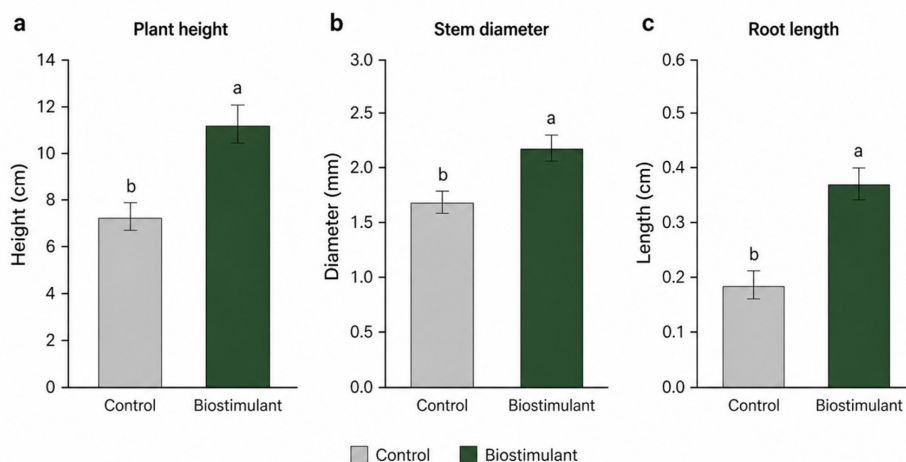 a Plant height
Height (cm)
14
12
10
8
6
4
2
0
b
a
Control Biostimulant
b Stem diameter
Diameter (mm)
3.0
2.5
2.0
1.5
1.0
0.5
0.0
b
a
Control Biostimulant
c Root length
Length (cm)
0.6
0.5
0.4
0.3
0.2
0.1
0.0
b
a
Control Biostimulant
Control Biostimulant